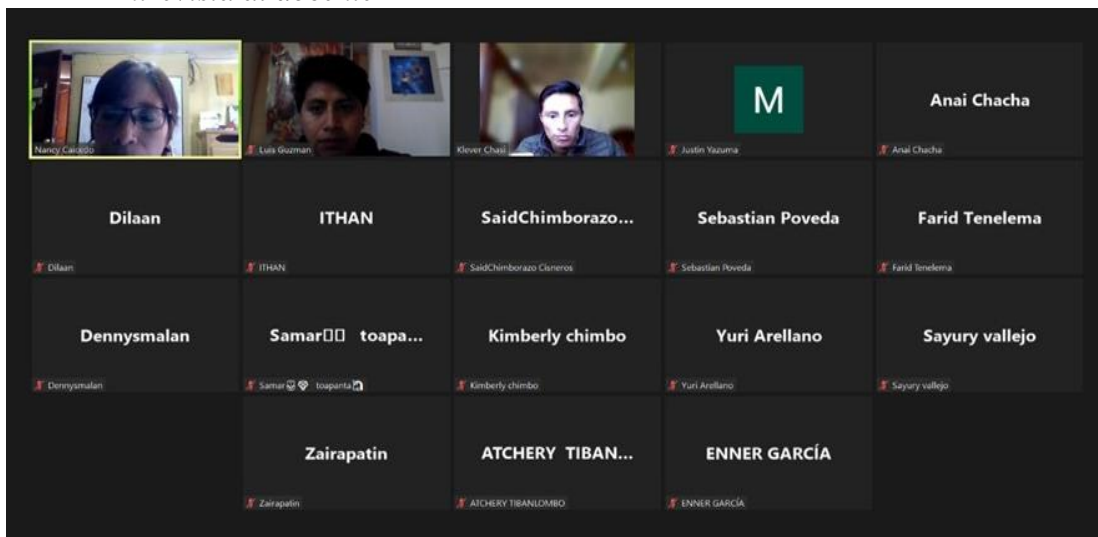 Nancy Caicedo
Luis Guzman
Klever Chasi
M
Justin Yazuma
Anai Chacha
Anai Chacha
Dilaan
Dilaan
ITHAN
ITHAN
SaidChimborazo...
SaidChimborazo Cisneros
Sebastian Poveda
Sebastian Poveda
Farid Tenelema
Farid Tenelema
Dennysmalan
Dennysmalan
Samar toapa...
Samar toapanta
Kimberly chimbo
Kimberly chimbo
Yuri Arellano
Yuri Arellano
Sayury vallejo
Sayury vallejo
Zairapatin
Zairapatin
ATCHERY TIBAN...
ATCHERY TIBANLOMBO
ENNER GARCÍA
ENNER GARCÍA